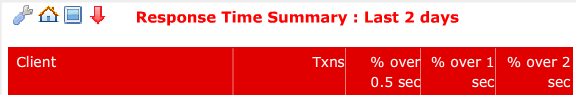 Response Time Summary : Last 2 days
Client Txns % over 0.5 sec % over 1 sec % over 2 sec